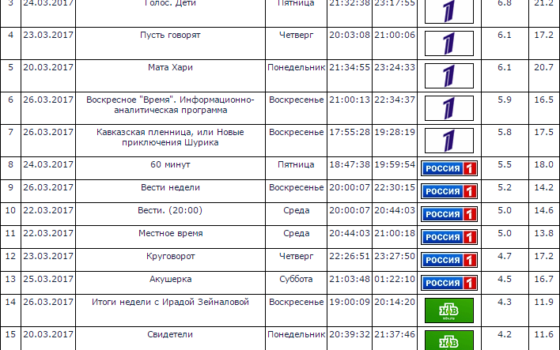 3 24.03.2017 Голос. Дети Пятница 21:32:38 23:17:55 1 6.8 21.2
4 23.03.2017 Пусть говорят Четверг 20:03:08 21:00:06 1 6.1 17.2
5 20.03.2017 Мата Хари Понедельник 21:34:55 23:24:33 1 6.1 20.7
6 26.03.2017 Воскресное "Время". Информационно-
аналитическая программа Воскресенье 21:00:13 22:34:37 1 5.9 16.5
7 26.03.2017 Кавказская пленница, или Новые
приключения Шурика Воскресенье 17:55:28 19:28:19 1 5.8 17.5
8 24.03.2017 60 минут Пятница 18:47:38 19:59:54 РОССИЯ 1 5.5 18.0
9 26.03.2017 Вести недели Воскресенье 20:00:07 22:30:15 РОССИЯ 1 5.2 14.2
10 22.03.2017 Вести. (20:00) Среда 20:00:07 20:44:03 РОССИЯ 1 5.0 14.6
11 22.03.2017 Местное время Среда 20:44:03 21:00:18 РОССИЯ 1 5.0 13.8
12 23.03.2017 Круговорот Четверг 22:26:51 23:27:50 РОССИЯ 1 4.7 17.2
13 25.03.2017 Акушерка Суббота 21:03:48 01:22:10 РОССИЯ 1 4.5 16.7
14 26.03.2017 Итоги недели с Ирадой Зейналовой Воскресенье 19:00:09 20:14:20 НТВ 4.3 11.9
15 20.03.2017 Свидетели Понедельник 20:39:32 21:37:46 НТВ 4.2 11.6